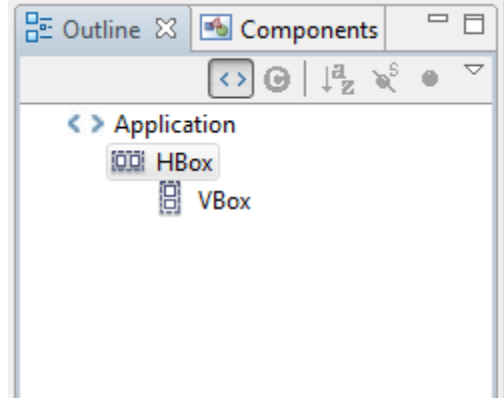 Outline Components
< > G a z S
< > Application
HBox
VBox